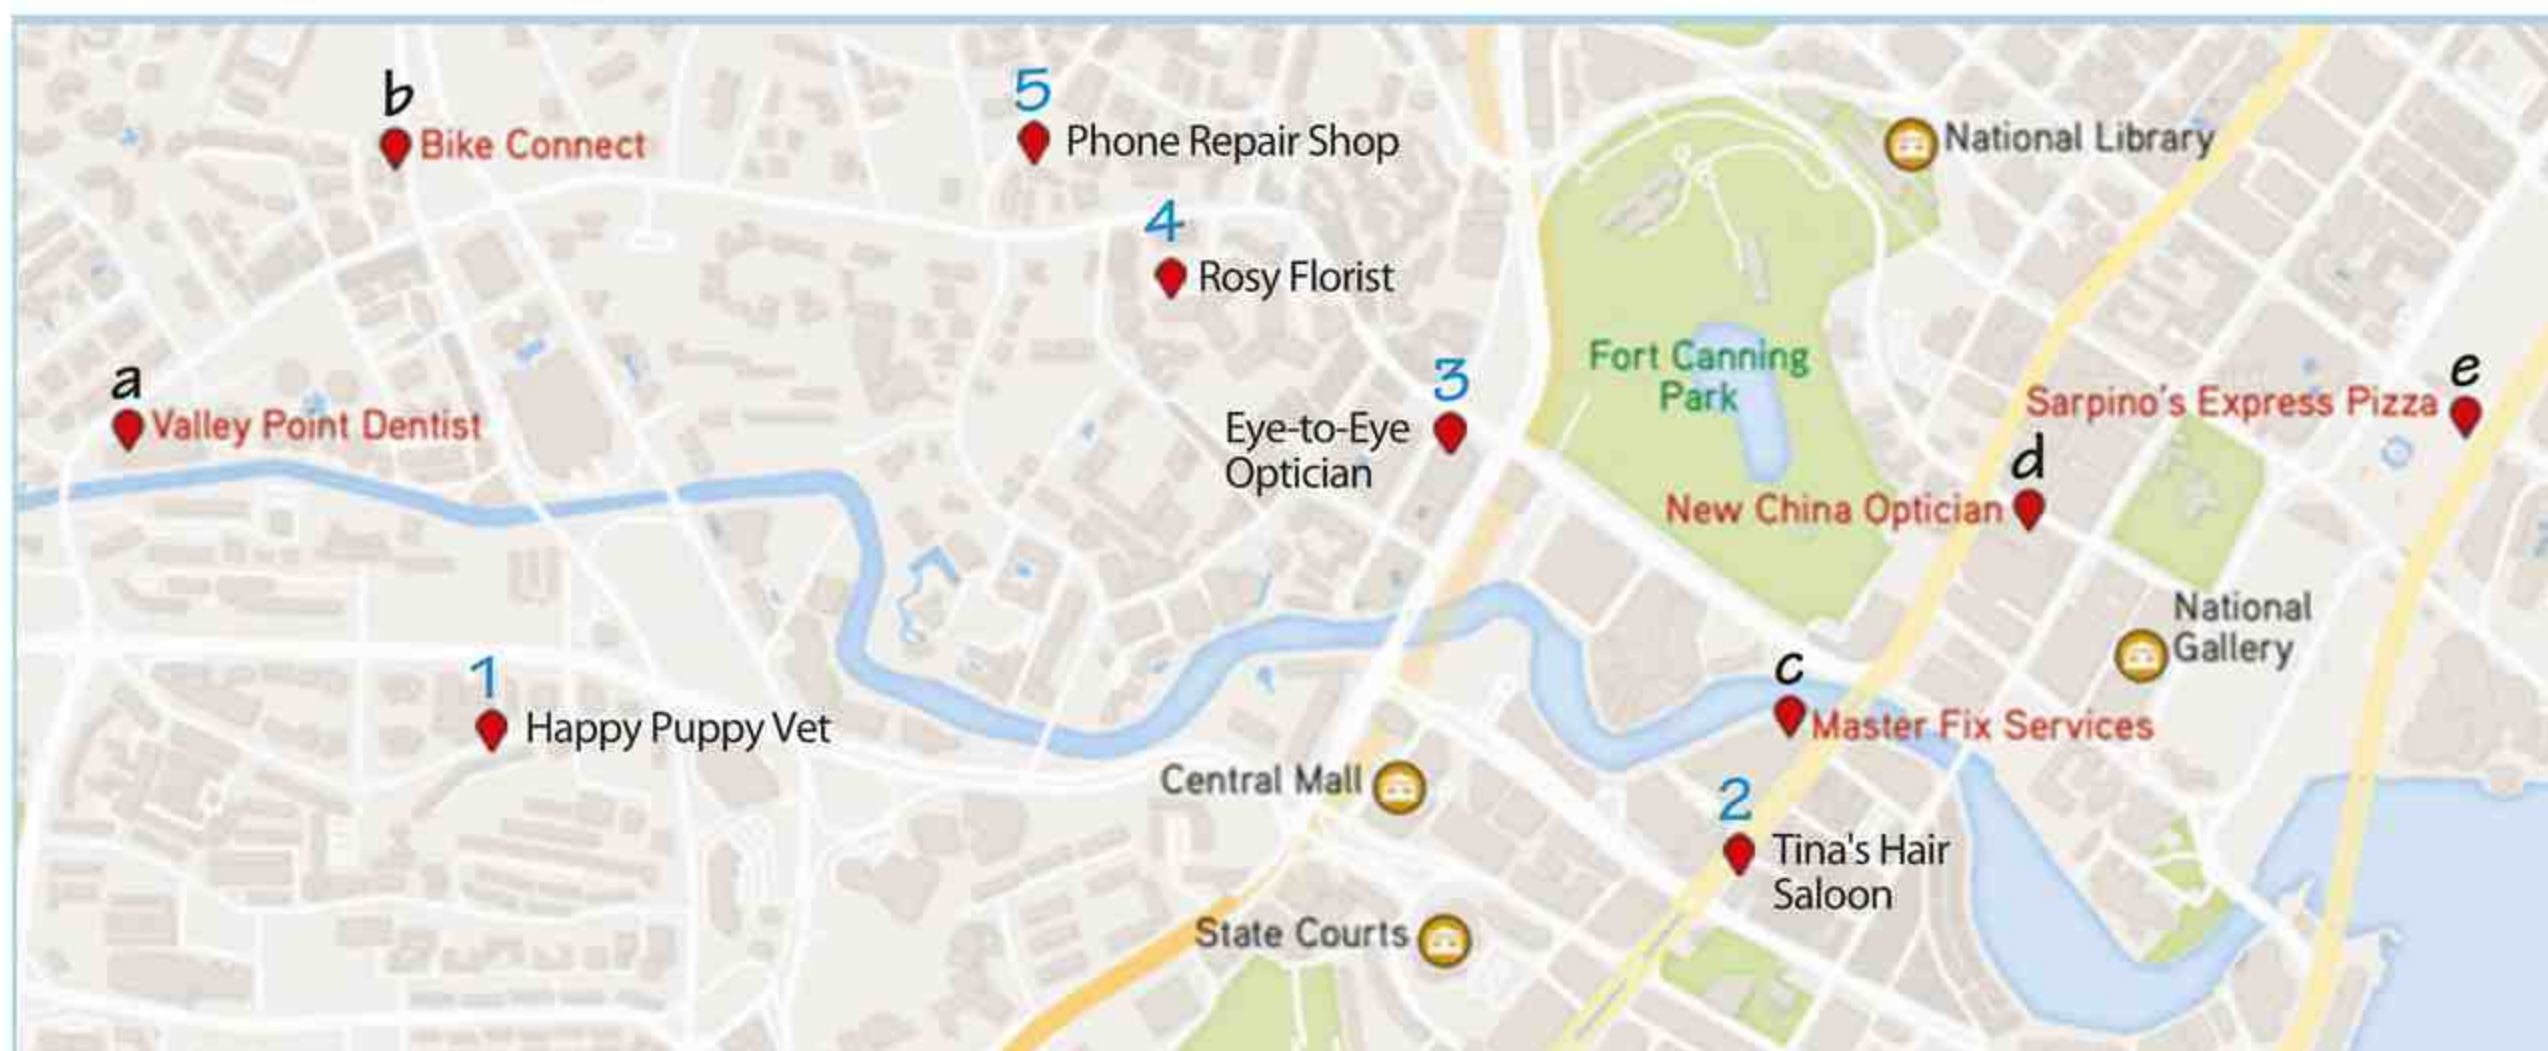 b
Bike Connect
5
Phone Repair Shop
National Library
4
Rosy Florist
a
Valley Point Dentist
3
Eye-to-Eye
Optician
Fort Canning
Park
e
Sarpino's Express Pizza
d
New China Optician
National
Gallery
1
Happy Puppy Vet
c
Master Fix Services
Central Mall
2
Tina's Hair
Saloon
State Courts